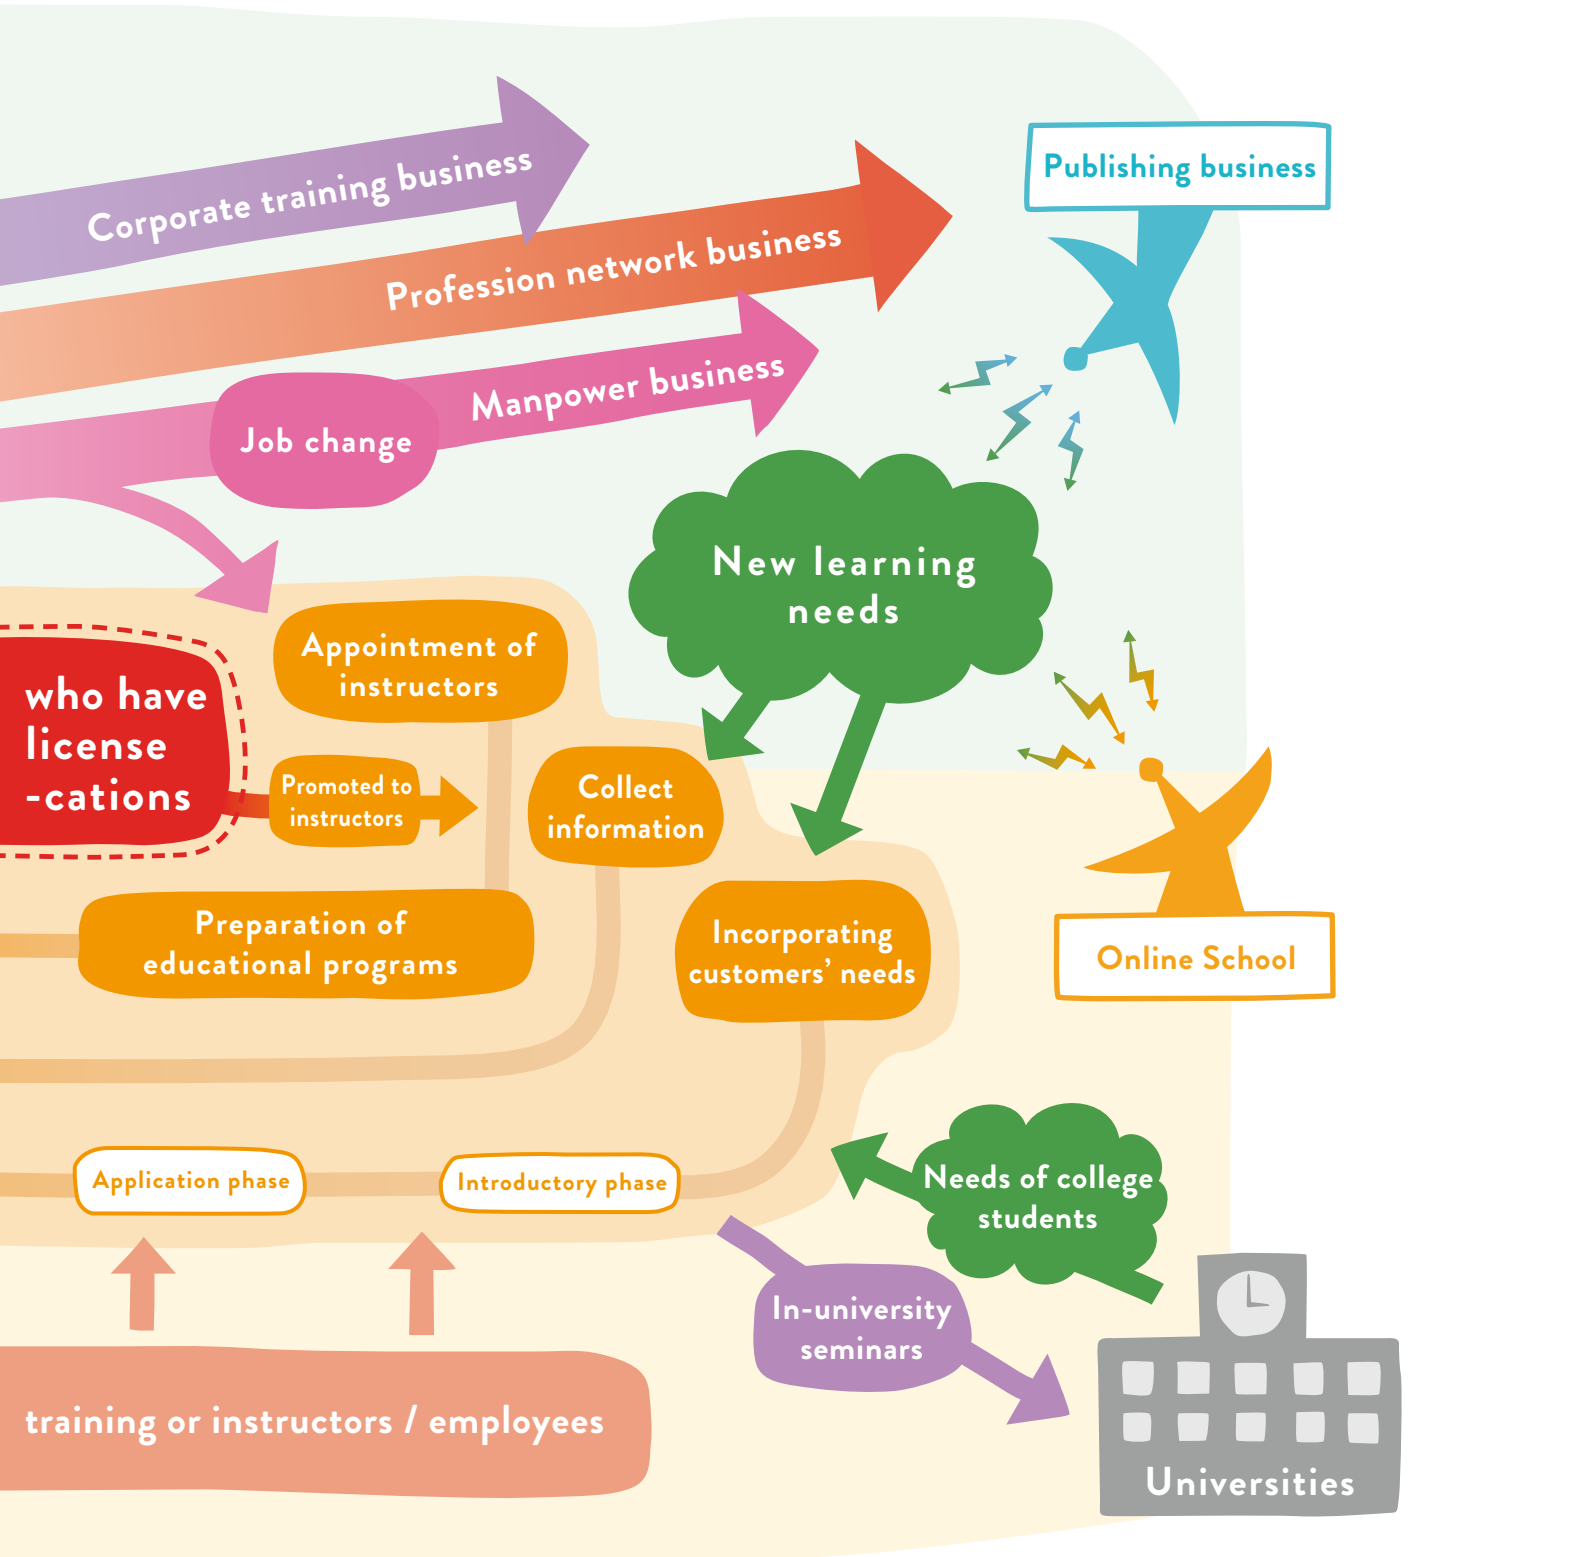 Corporate training business
Publishing business
Profession network business
Manpower business
Job change
New learning
needs
Appointment of
instructors
who have
license
-cations
Promoted to
instructors
Collect
information
Preparation of
educational programs
Incorporating
customers’ needs
Online School
Application phase
Introductory phase
Needs of college
students
In-university
seminars
training or instructors / employees
Universities